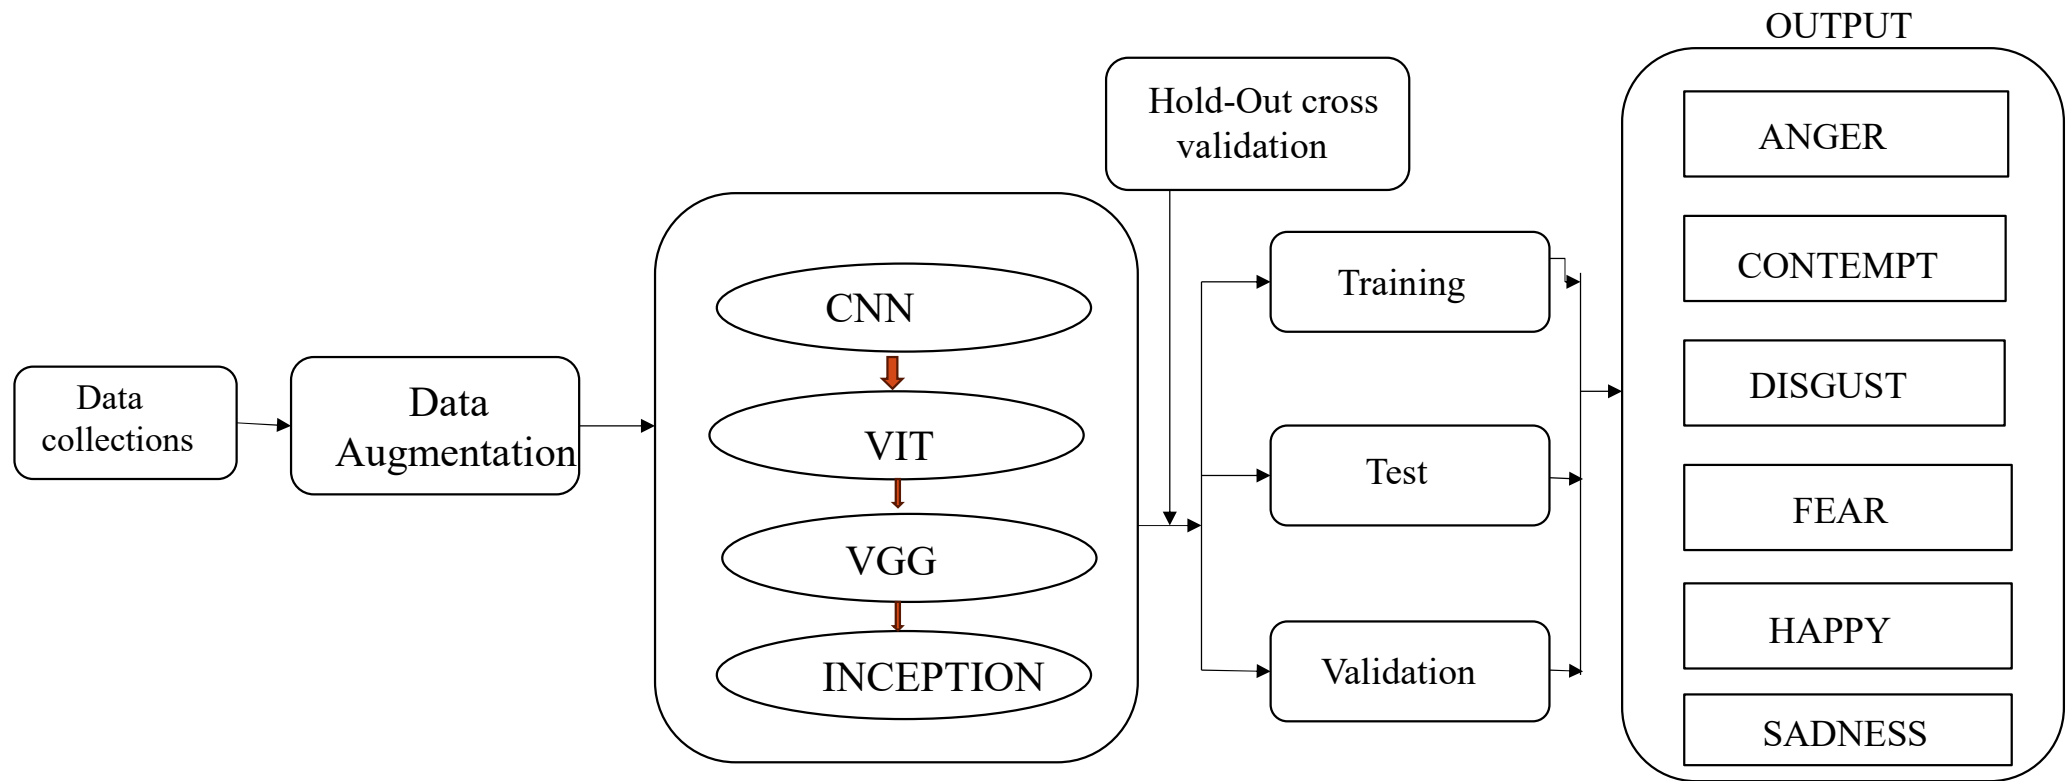 Data
collections
Data
Augmentation
CNN
VIT
VGG
INCEPTION
Hold-Out cross
validation
Training
Test
Validation
OUTPUT
ANGER
CONTEMPT
DISGUST
FEAR
HAPPY
SADNESS